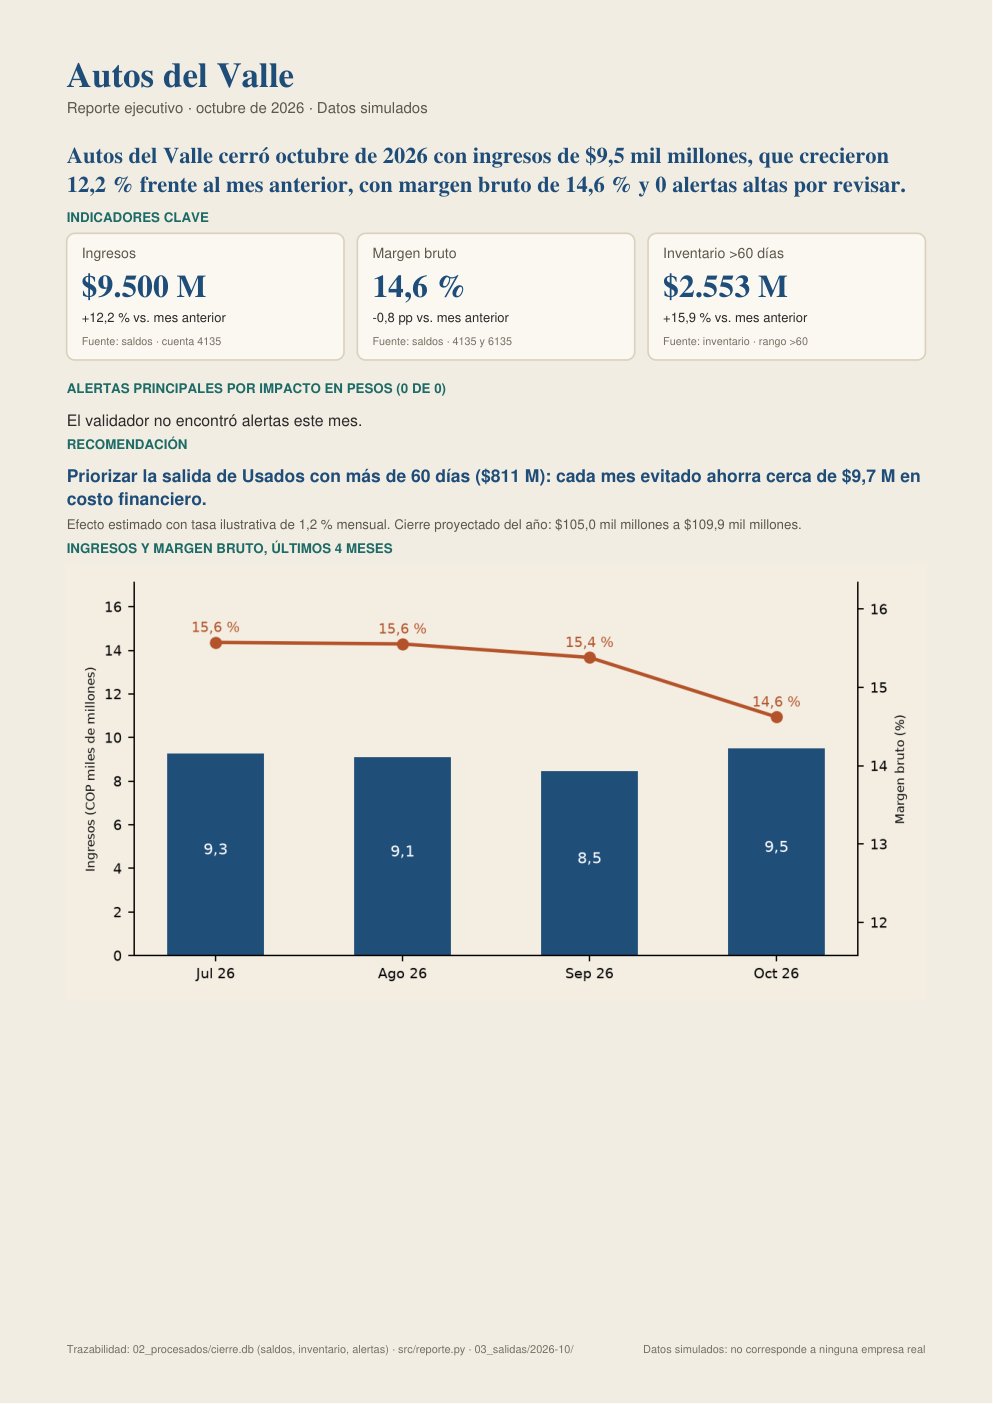 Autos del Valle
Reporte ejecutivo · octubre de 2026 · Datos simulados
Autos del Valle cerró octubre de 2026 con ingresos de $9,5 mil millones, que crecieron
12,2 % frente al mes anterior, con margen bruto de 14,6 % y 0 alertas altas por revisar.
INDICADORES CLAVE
Ingresos
$9.500 M
+12,2 % vs. mes anterior
Fuente: saldos · cuenta 4135
Margen bruto
14,6 %
-0,8 pp vs. mes anterior
Fuente: saldos · 4135 y 6135
Inventario >60 días
$2.553 M
+15,9 % vs. mes anterior
Fuente: inventario · rango >60
ALERTAS PRINCIPALES POR IMPACTO EN PESOS (0 DE 0)
El validador no encontró alertas este mes.
RECOMENDACIÓN
Priorizar la salida de Usados con más de 60 días ($811 M): cada mes evitado ahorra cerca de $9,7 M en
costo financiero.
Efecto estimado con tasa ilustrativa de 1,2 % mensual. Cierre proyectado del año: $105,0 mil millones a $109,9 mil millones.
INGRESOS Y MARGEN BRUTO, ÚLTIMOS 4 MESES
Ingresos (COP miles de millones)
16
14
12
10
8
6
4
2
0
15,6 %
15,6 %
15,4 %
14,6 %
9,3
9,1
8,5
9,5
Jul 26
Ago 26
Sep 26
Oct 26
16
15
14
13
12
Margen bruto (%)
Trazabilidad: 02_procesados/cierre.db (saldos, inventario, alertas) · src/reporte.py · 03_salidas/2026-10/
Datos simulados: no corresponde a ninguna empresa real